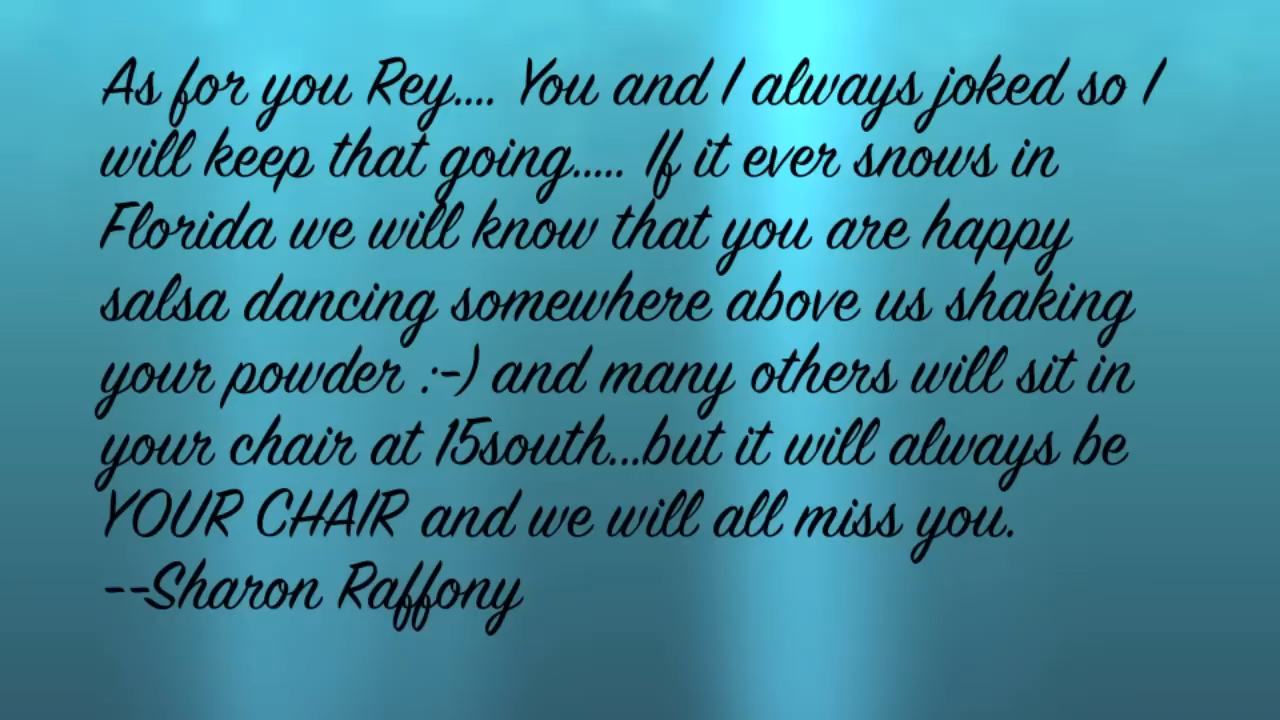 As for you Rey.... You and I always joked so I
will keep that going..... If it ever snows in
Florida we will know that you are happy
salsa dancing somewhere above us shaking
your powder :-) and many others will sit in
your chair at 15south...but it will always be
YOUR CHAIR and we will all miss you.
--Sharon Raffony